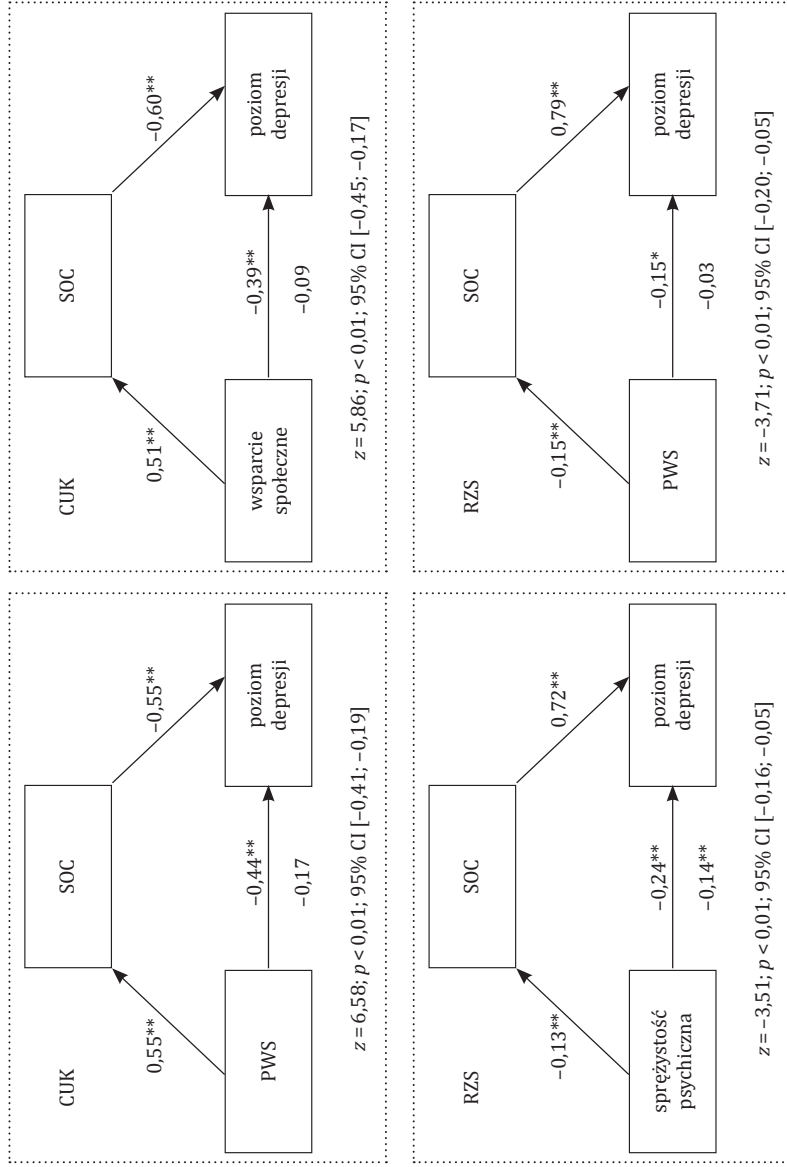 CUK
SOC
0,55**
−0,55**
PWS
−0,44**
−0,17
poziom
depresji
z = 6,58; p < 0,01; 95% CI [−0,41; −0,19]
CUK
SOC
0,51**
−0,60**
wsparcie
społeczne
−0,39**
−0,09
poziom
depresji
z = 5,86; p < 0,01; 95% CI [−0,45; −0,17]
RZS
SOC
−0,13**
0,72**
sprężystość
psychiczna
−0,24**
−0,14**
poziom
depresji
z = −3,51; p < 0,01; 95% CI [−0,16; −0,05]
RZS
SOC
−0,15**
0,79**
PWS
−0,15*
−0,03
poziom
depresji
z = −3,71; p < 0,01; 95% CI [−0,20; −0,05]